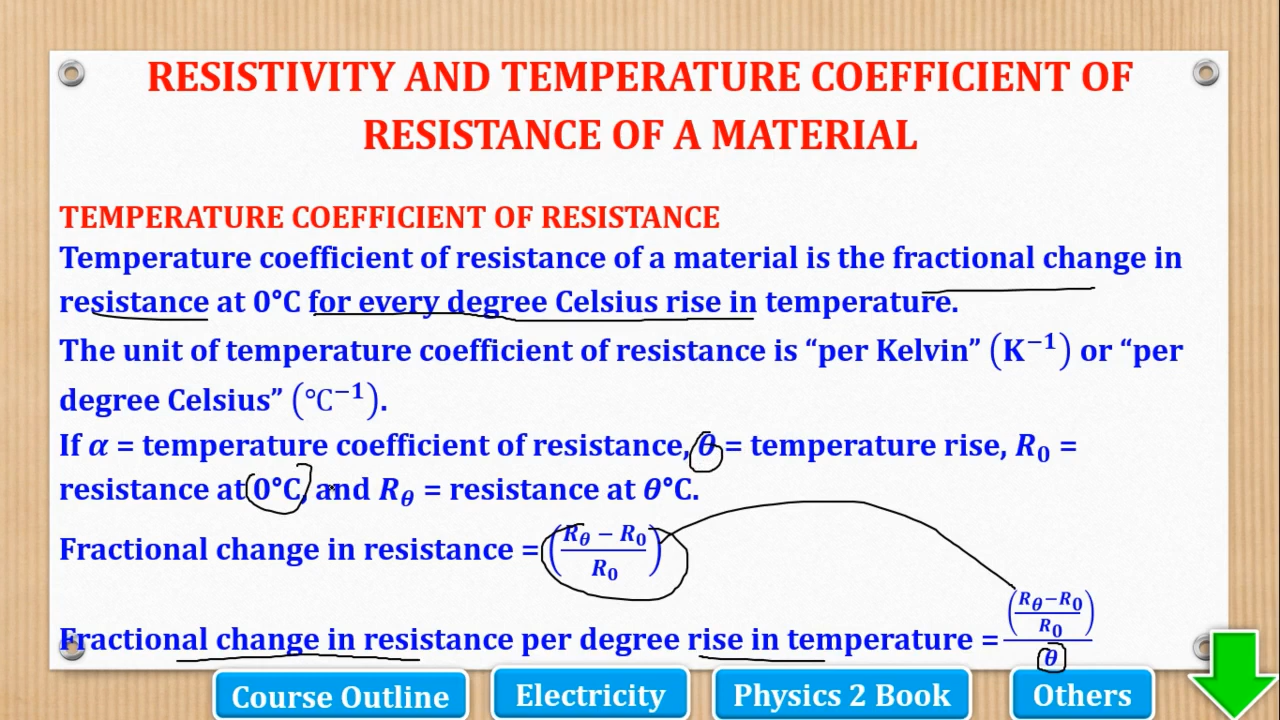 RESISTIVITY AND TEMPERATURE COEFFICIENT OF
RESISTANCE OF A MATERIAL
TEMPERATURE COEFFICIENT OF RESISTANCE
Temperature coefficient of resistance of a material is the fractional change in
resistance at 0°C for every degree Celsius rise in temperature.
The unit of temperature coefficient of resistance is “per Kelvin” (K⁻¹) or “per
degree Celsius” (°C⁻¹).
If α = temperature coefficient of resistance, θ = temperature rise, R₀ =
resistance at 0°C, and R_θ = resistance at θ°C.
Fractional change in resistance = ((R_θ − R₀)/R₀)
Fractional change in resistance per degree rise in temperature = ((R_θ−R₀)/R₀)/θ
Course Outline
Electricity
Physics 2 Book
Others